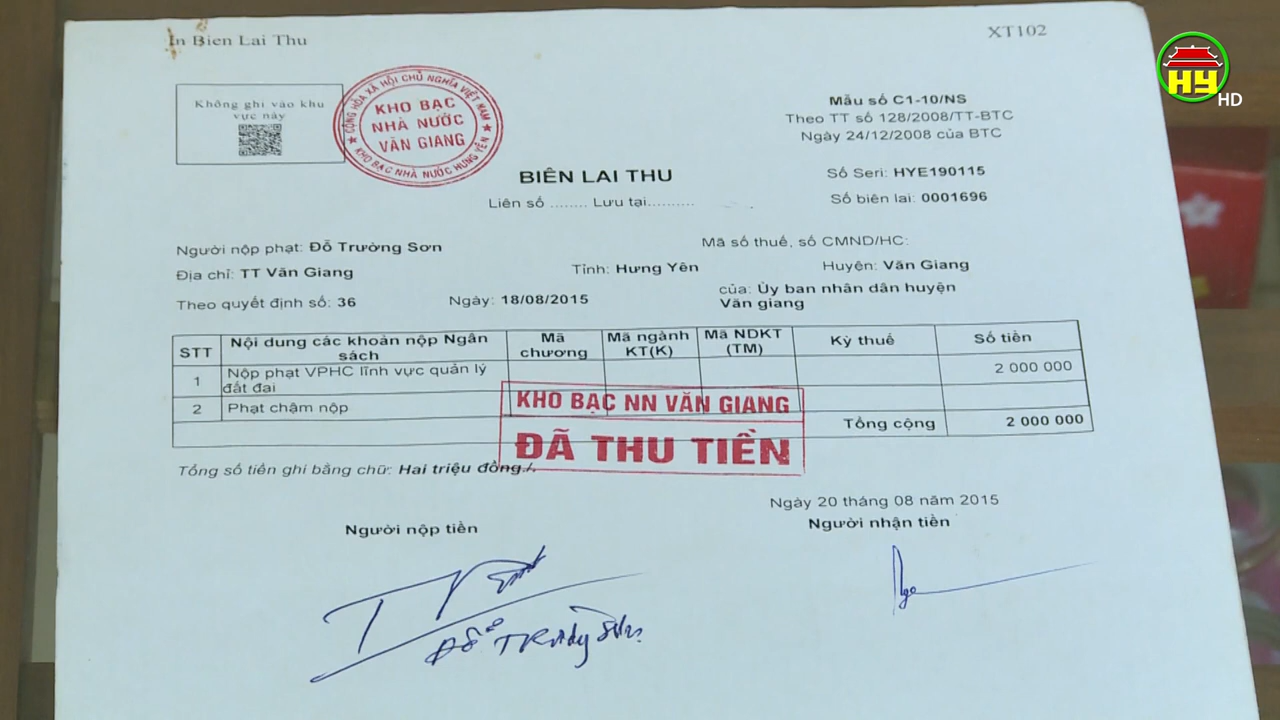 In Bien Lai Thu
XT102
HY
HD
Không ghi vào khu
vực này
CỘNG HÒA XÃ HỘI CHỦ NGHĨA VIỆT NAM
KHO BẠC
NHÀ NƯỚC
VĂN GIANG
★ KHO BẠC NHÀ NƯỚC HƯNG YÊN ★
Mẫu số C1-10/NS
Theo TT số 128/2008/TT-BTC
Ngày 24/12/2008 của BTC
BIÊN LAI THU
Liên số ........ Lưu tại..........
Số Seri: HYE190115
Số biên lai: 0001696
Người nộp phạt: Đỗ Trường Sơn Mã số thuế, số CMND/HC:
Địa chỉ: TT Văn Giang Tỉnh: Hưng Yên Huyện: Văn Giang
Theo quyết định số: 36 Ngày: 18/08/2015 của: Ủy ban nhân dân huyện
Văn giang
STT Nội dung các khoản nộp Ngân sách Mã chương Mã ngành KT(K) Mã NDKT (TM) Kỳ thuế Số tiền
1 Nộp phạt VPHC lĩnh vực quản lý đất đai 2 000 000
2 Phạt chậm nộp
Tổng cộng 2 000 000
KHO BẠC NN VĂN GIANG
ĐÃ THU TIỀN
Tổng số tiền ghi bằng chữ: Hai triệu đồng./.
Ngày 20 tháng 08 năm 2015
Người nộp tiền Người nhận tiền
Đỗ Trường Sơn